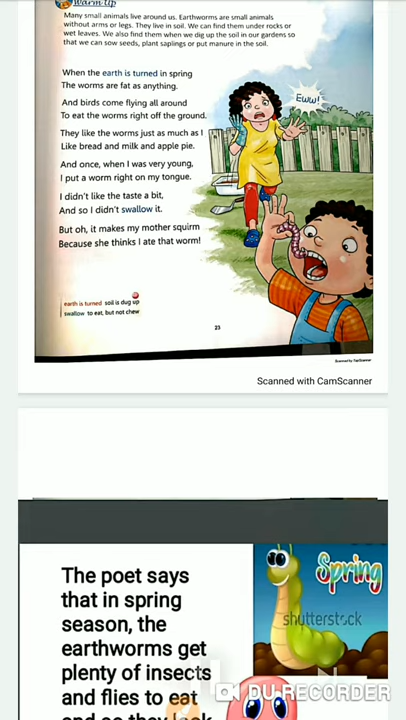 Warm-Up
Many small animals live around us. Earthworms are small animals
without arms or legs. They live in soil. We can find them under rocks or
wet leaves. We also find them when we dig up the soil in our gardens so
that we can sow seeds, plant saplings or put manure in the soil.
When the earth is turned in spring
The worms are fat as anything.
And birds come flying all around
To eat the worms right off the ground.
They like the worms just as much as I
Like bread and milk and apple pie.
And once, when I was very young,
I put a worm right on my tongue.
I didn't like the taste a bit,
And so I didn't swallow it.
But oh, it makes my mother squirm
Because she thinks I ate that worm!
Eww!
earth is turned soil is dug up
swallow to eat, but not chew
23
Scanned by CamScanner
Scanned with CamScanner
The poet says
that in spring
season, the
earthworms get
plenty of insects
and flies to eat
and so they look
Spring
shutterstock
DU RECORDER